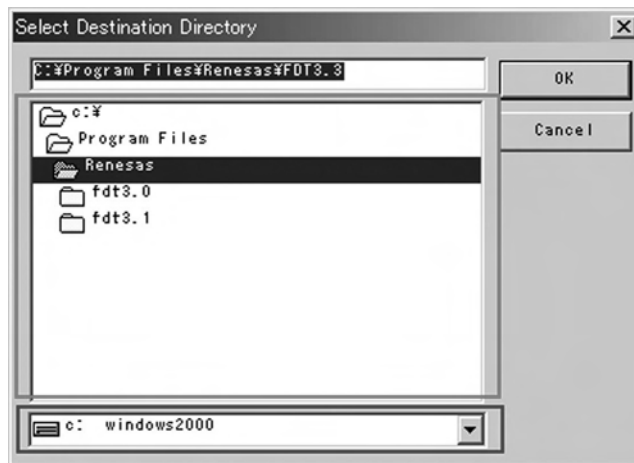 Select Destination Directory
C:¥Program Files¥Renesas¥FDT3.3
OK
c:¥
Cancel
Program Files
Renesas
fdt3.0
fdt3.1
c: windows2000